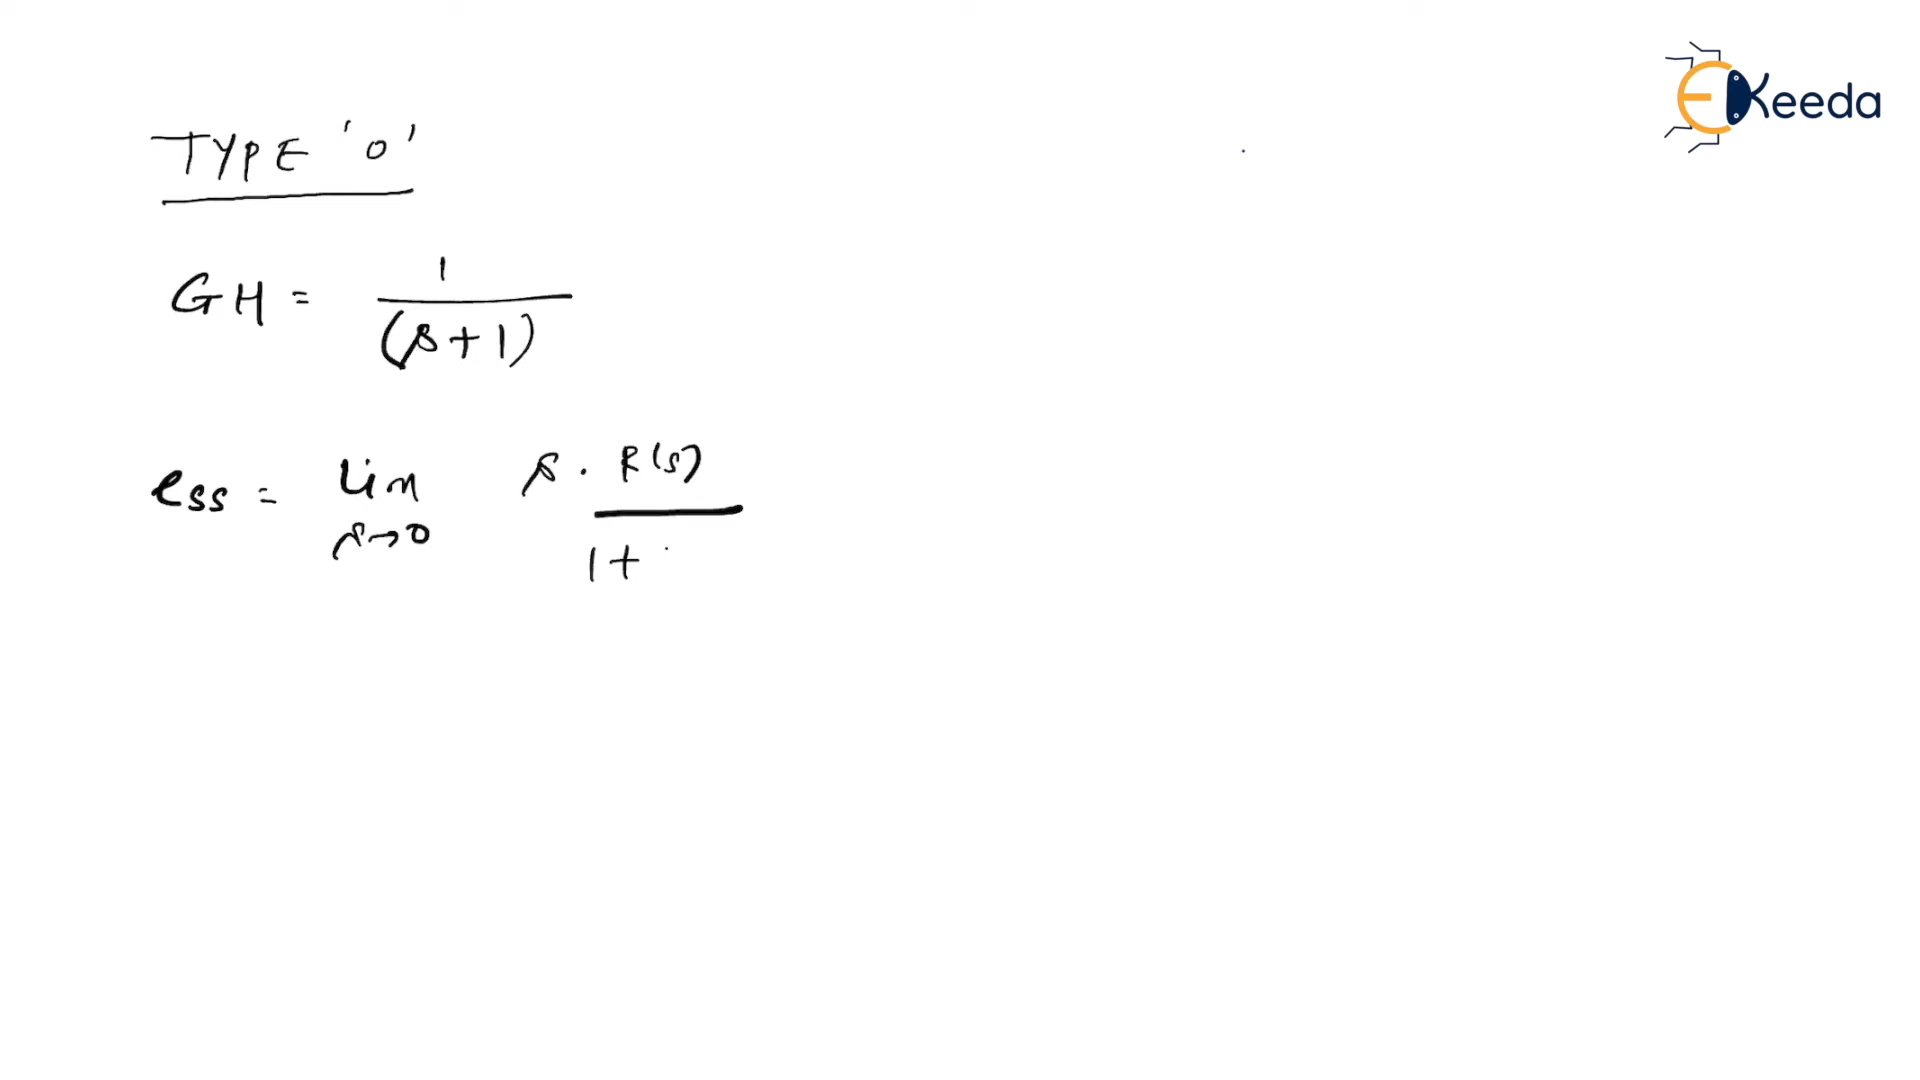 EKeeda
TYPE '0'
GH = 1/(s+1)
ess = lim s→0 s . R(s)/1+